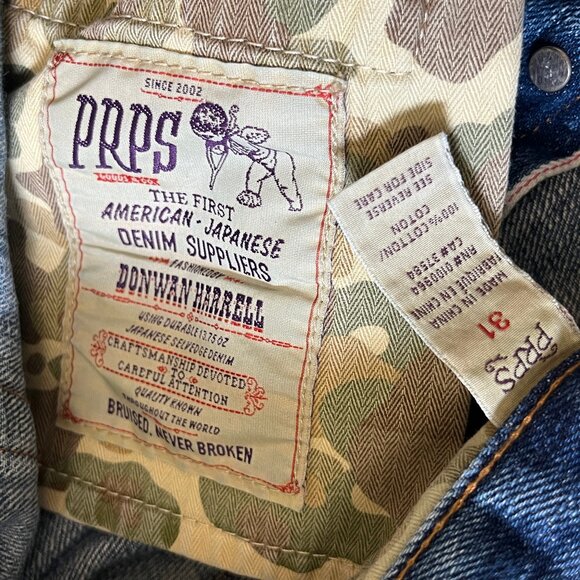 SINCE 2002
PRPS
GOODS & CO.
THE FIRST
AMERICAN - JAPANESE
DENIM SUPPLIERS
FASHIONED BY
DONWAN HARRELL
USING DURABLE 13.75 OZ
JAPANESE SELVEDGE DENIM
CRAFTSMANSHIP DEVOTED
TO
CAREFUL ATTENTION
QUALITY KNOWN
THROUGHOUT THE WORLD
BRUISED, NEVER BROKEN
PRPS
31
MADE IN CHINA
FABRIQUE EN CHINE
CA# 37584
100% COTTON/
COTON
SEE REVERSE
SIDE FOR CARE